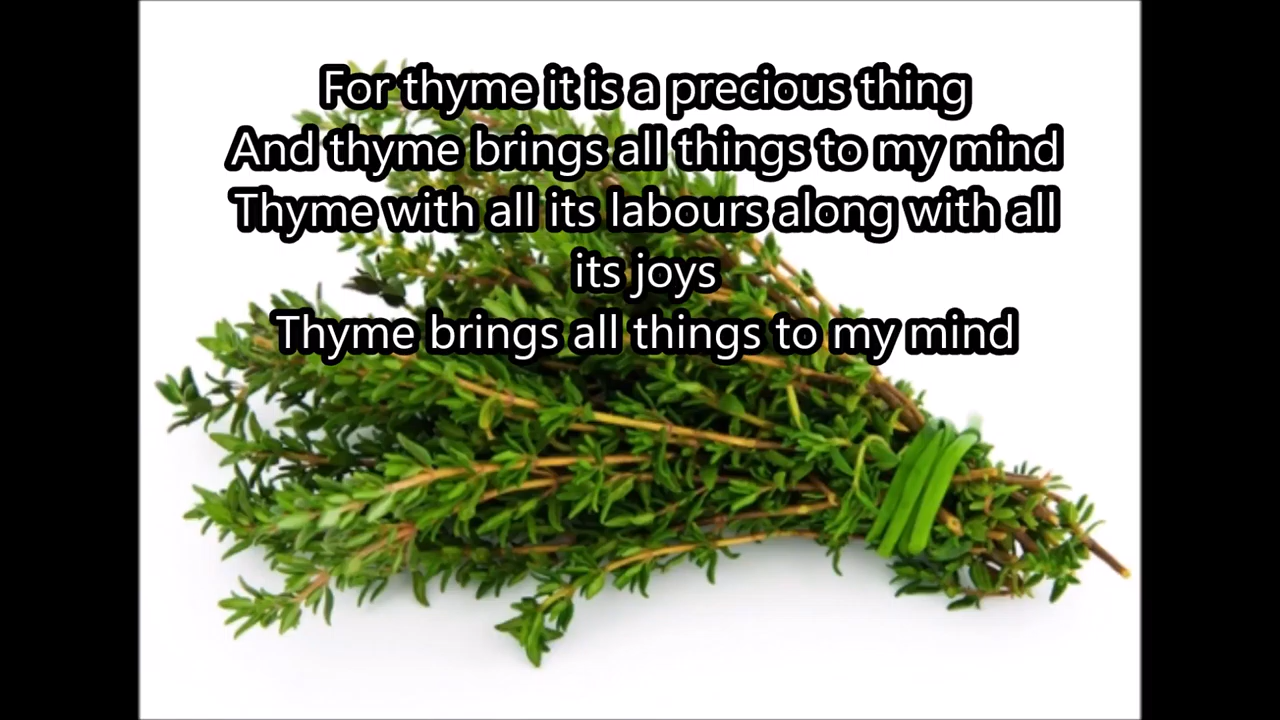 For thyme it is a precious thing
And thyme brings all things to my mind
Thyme with all its labours along with all
its joys
Thyme brings all things to my mind